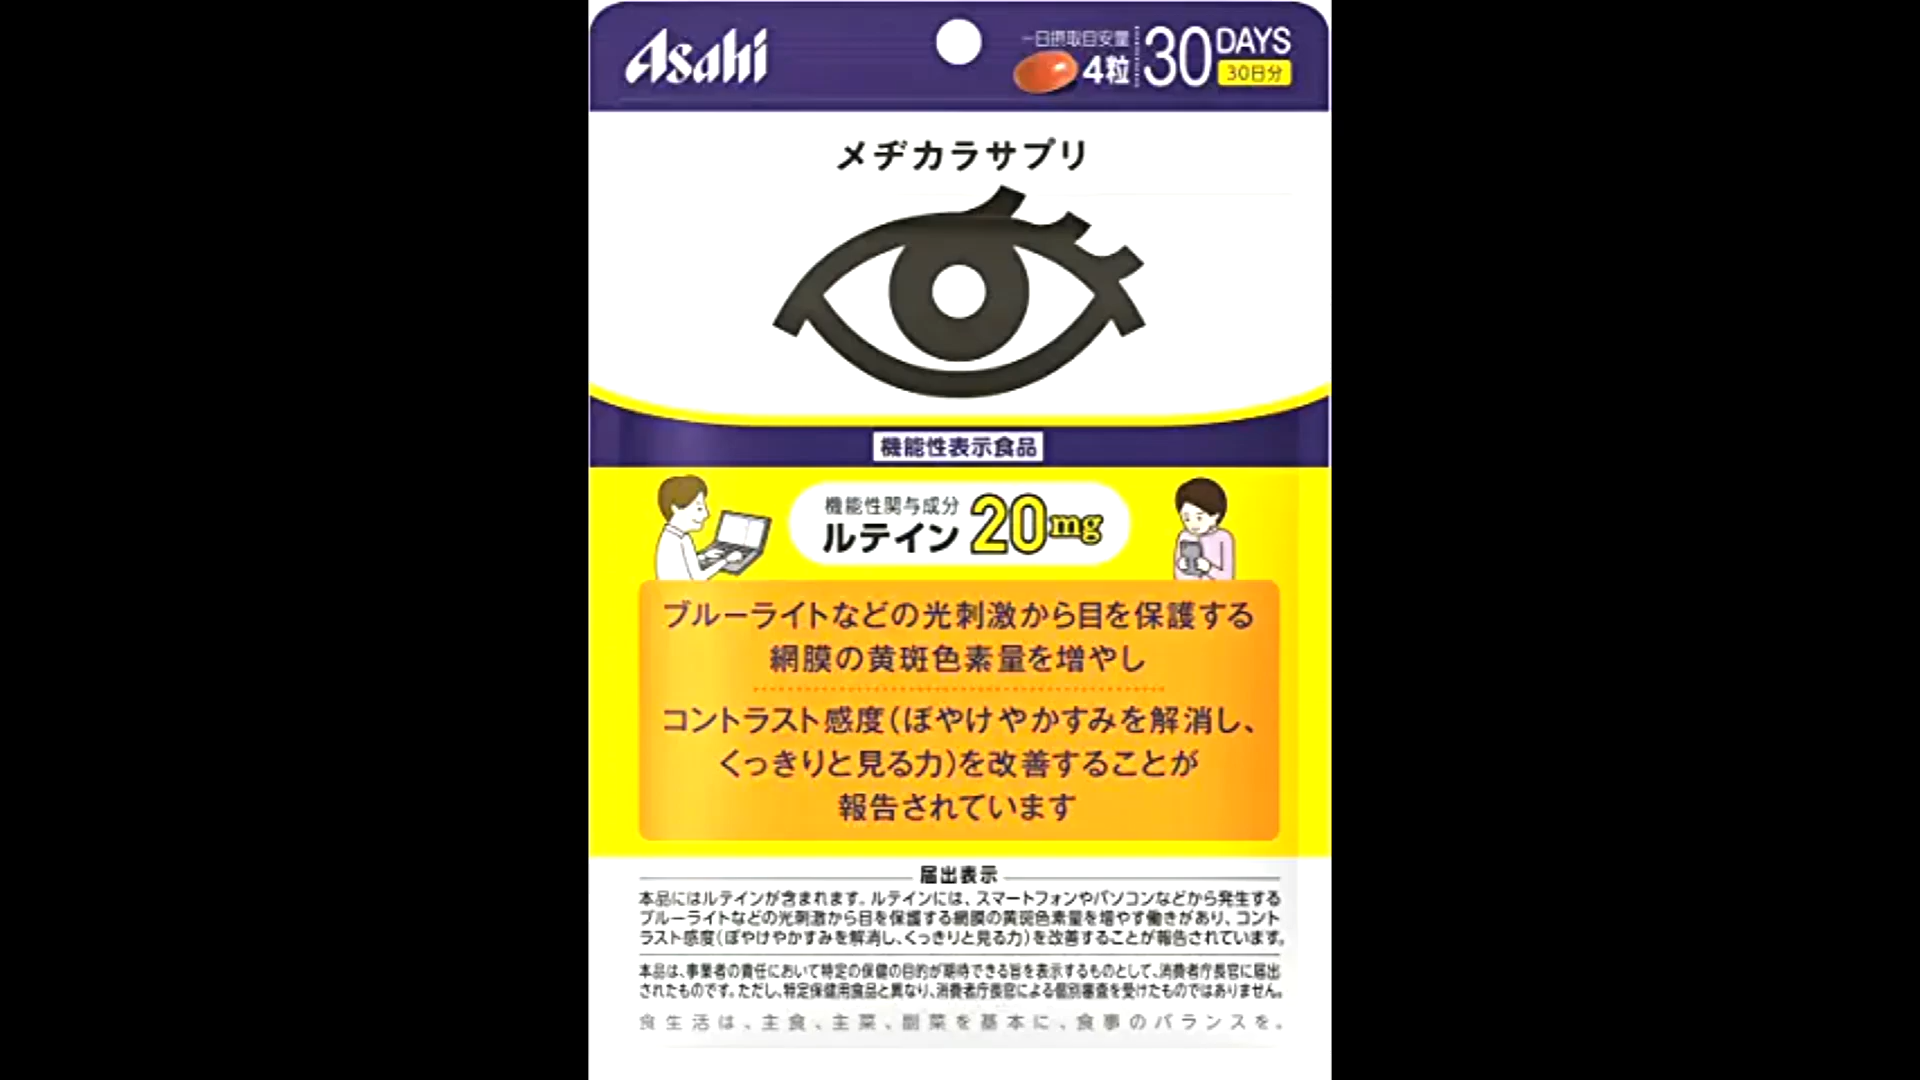 Asahi
一日摂取目安量
4粒
30 DAYS
30日分
メヂカラサプリ
機能性表示食品
機能性関与成分
ルテイン 20mg
ブルーライトなどの光刺激から目を保護する
網膜の黄斑色素量を増やし
コントラスト感度(ぼやけやかすみを解消し、
くっきりと見る力)を改善することが
報告されています
届出表示
本品にはルテインが含まれます。ルテインには、スマートフォンやパソコンなどから発生する
ブルーライトなどの光刺激から目を保護する網膜の黄斑色素量を増やす働きがあり、コント
ラスト感度(ぼやけやかすみを解消し、くっきりと見る力)を改善することが報告されています。
本品は、事業者の責任において特定の保健の目的が期待できる旨を表示するものとして、消費者庁長官に届出
されたものです。ただし、特定保健用食品と異なり、消費者庁長官による個別審査を受けたものではありません。
食生活は、主食、主菜、副菜を基本に、食事のバランスを。